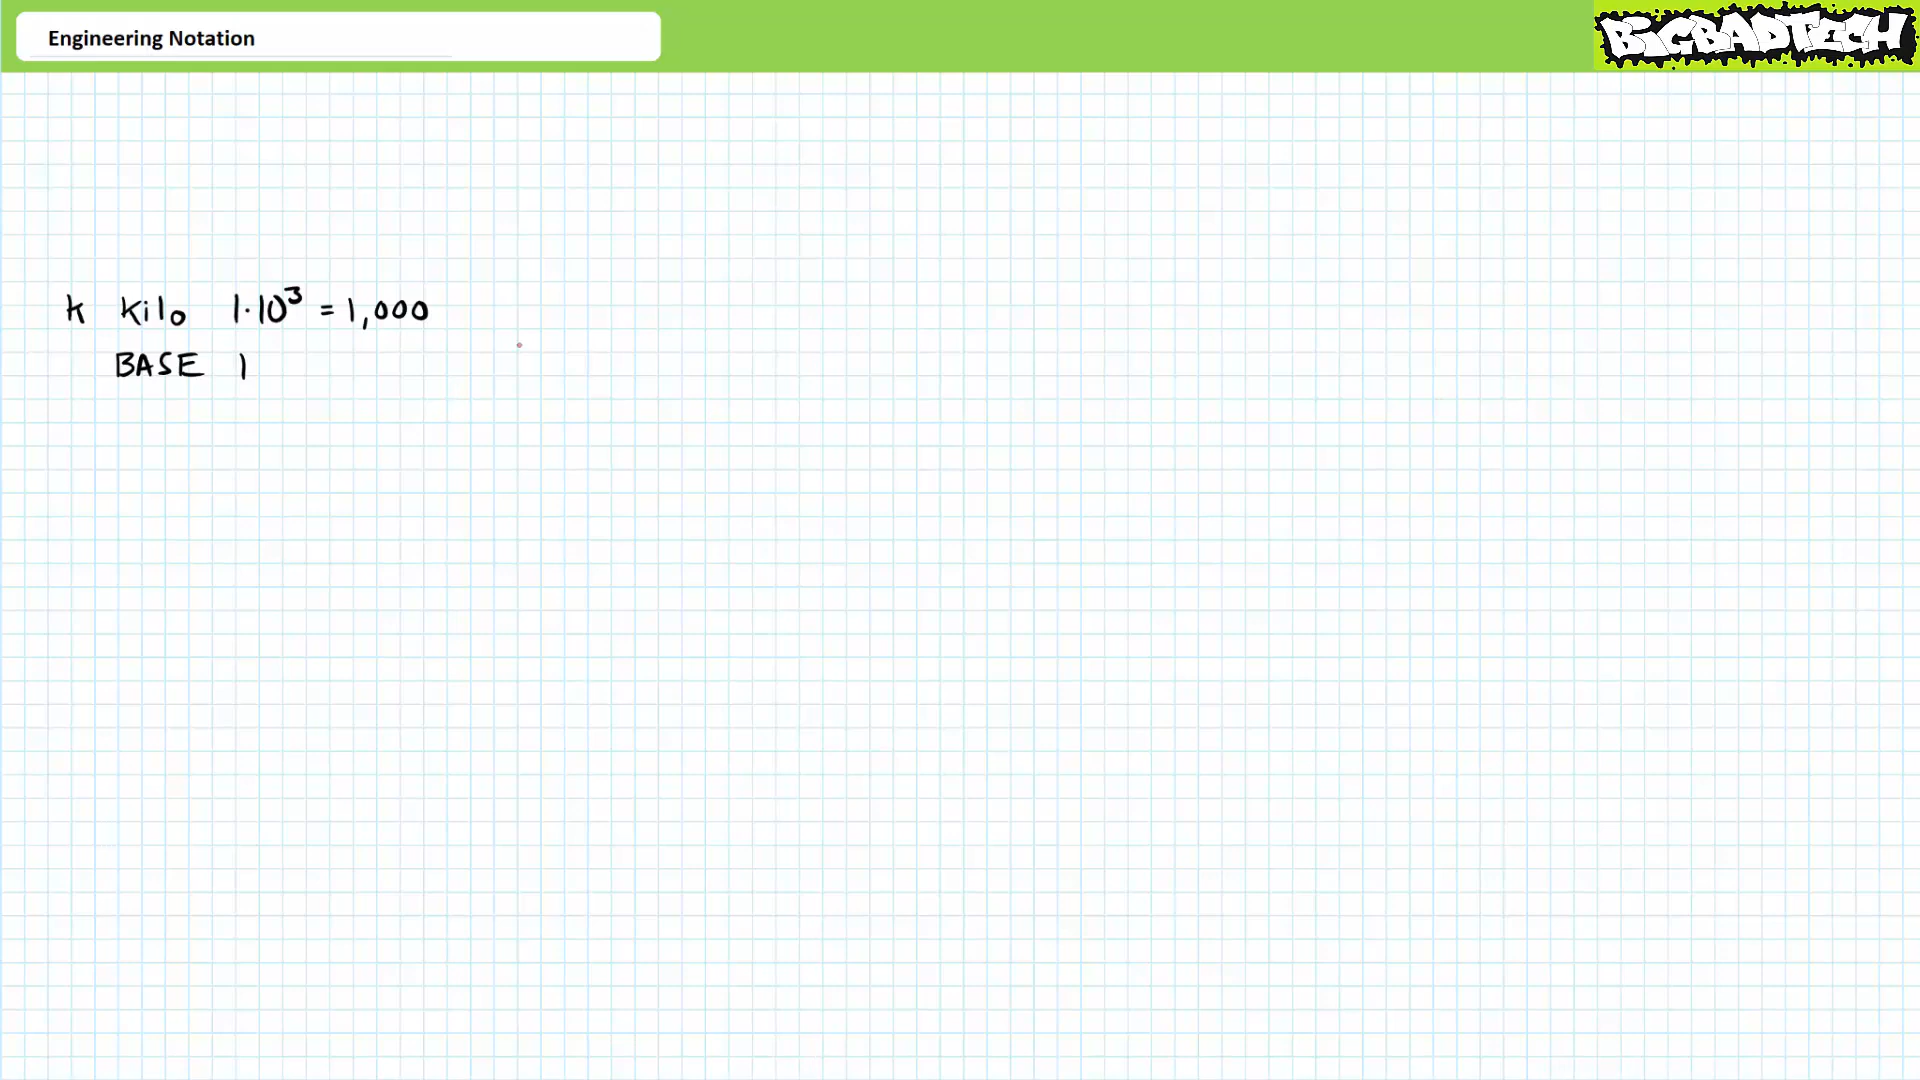 Engineering Notation
BIGBADTECH
k Kilo 1·10³ = 1,000
BASE 1